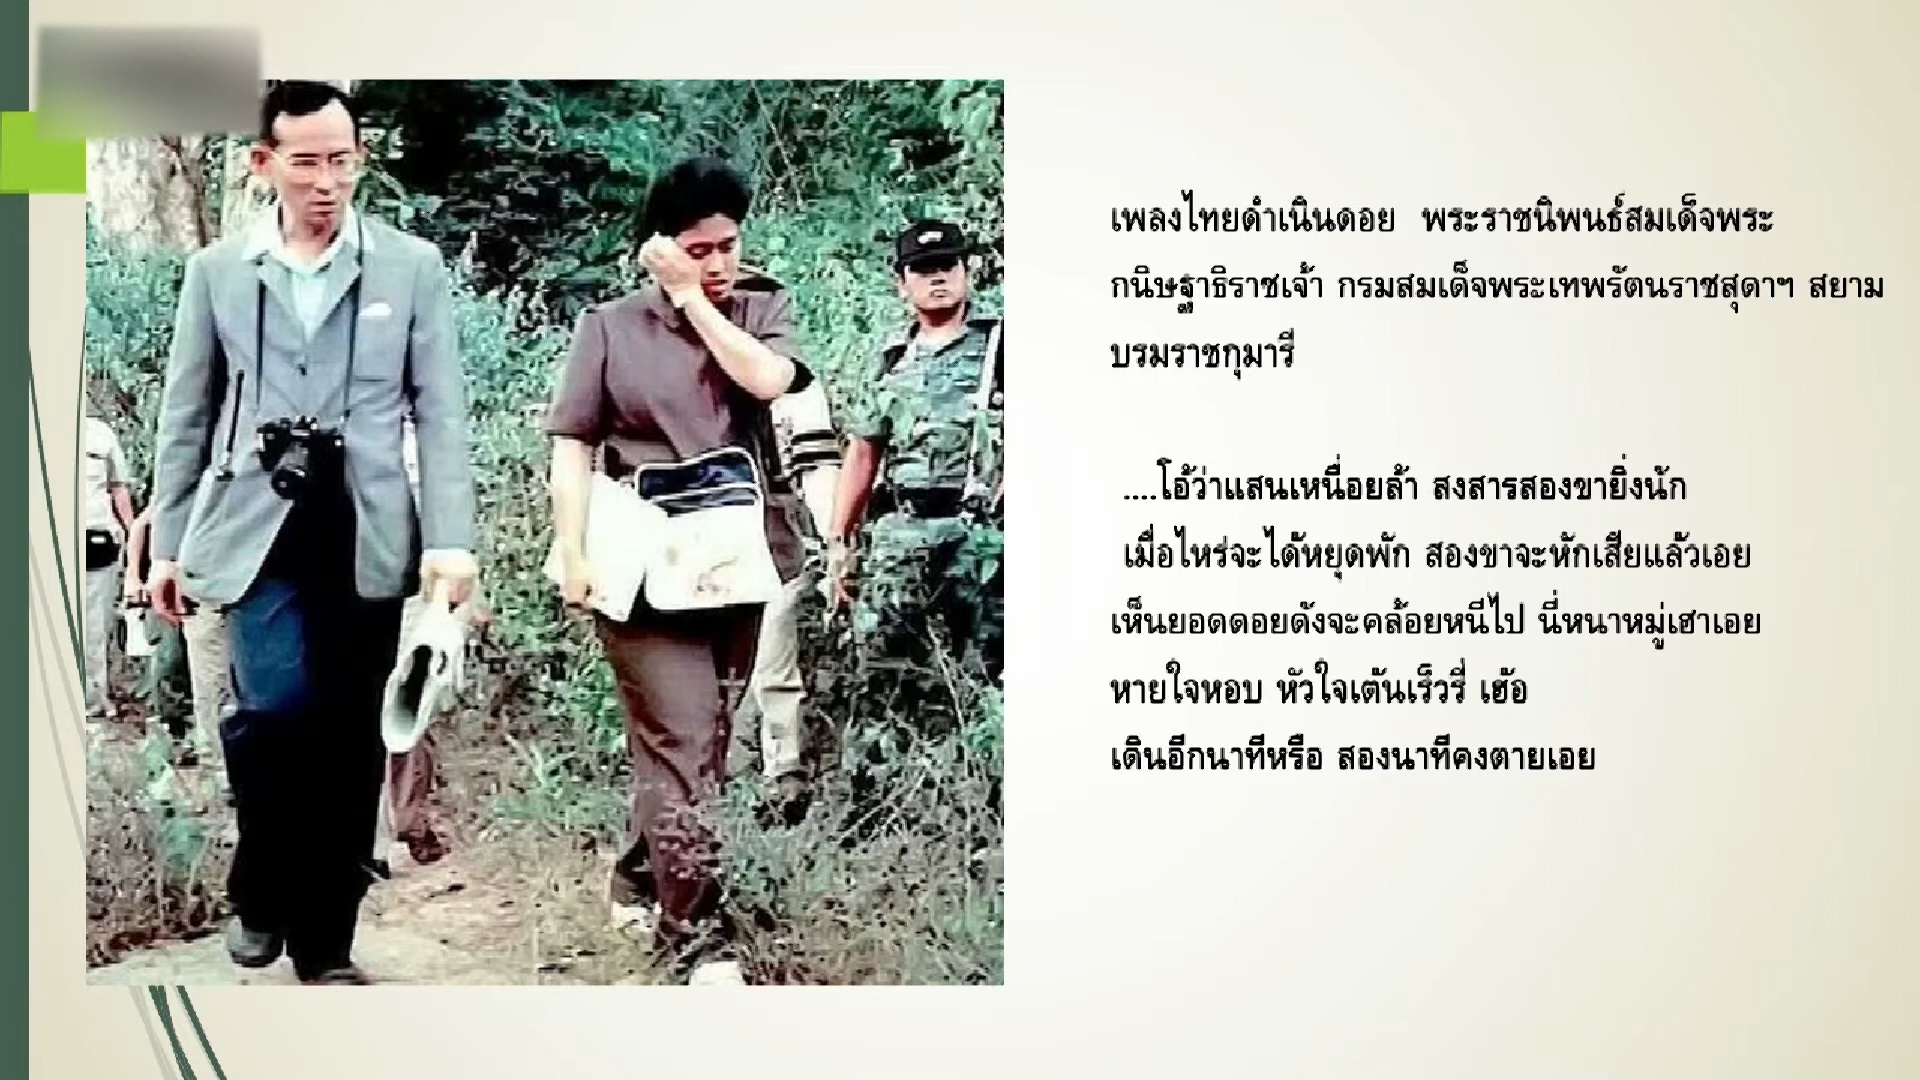 เพลงไทยดำเนินดอย พระราชนิพนธ์สมเด็จพระ
กนิษฐาธิราชเจ้า กรมสมเด็จพระเทพรัตนราชสุดาฯ สยาม
บรมราชกุมารี
....โอ้ว่าแสนเหนื่อยล้า สงสารสองขายิ่งนัก
เมื่อไหร่จะได้หยุดพัก สองขาจะหักเสียแล้วเอย
เห็นยอดดอยดังจะคล้อยหนีไป นี่หนาหมู่เฮาเอย
หายใจหอบ หัวใจเต้นเร็วรี่ เฮ้อ
เดินอีกนาทีหรือ สองนาทีคงตายเอย